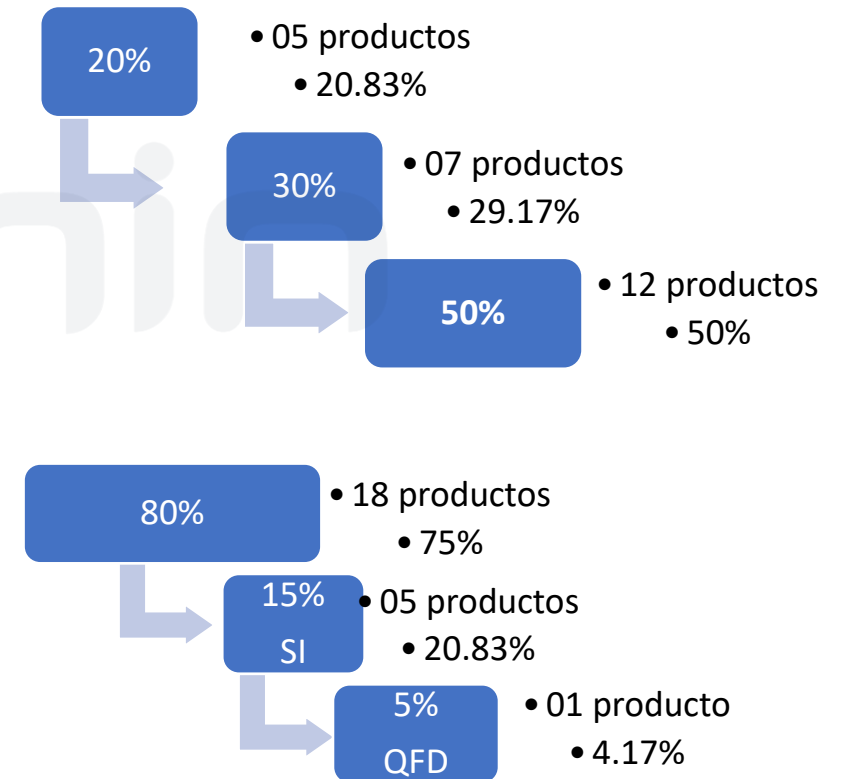 20%
• 05 productos
• 20.83%
30%
• 07 productos
• 29.17%
50%
• 12 productos
• 50%
80%
• 18 productos
• 75%
15%
SI
• 05 productos
• 20.83%
5%
QFD
• 01 producto
• 4.17%